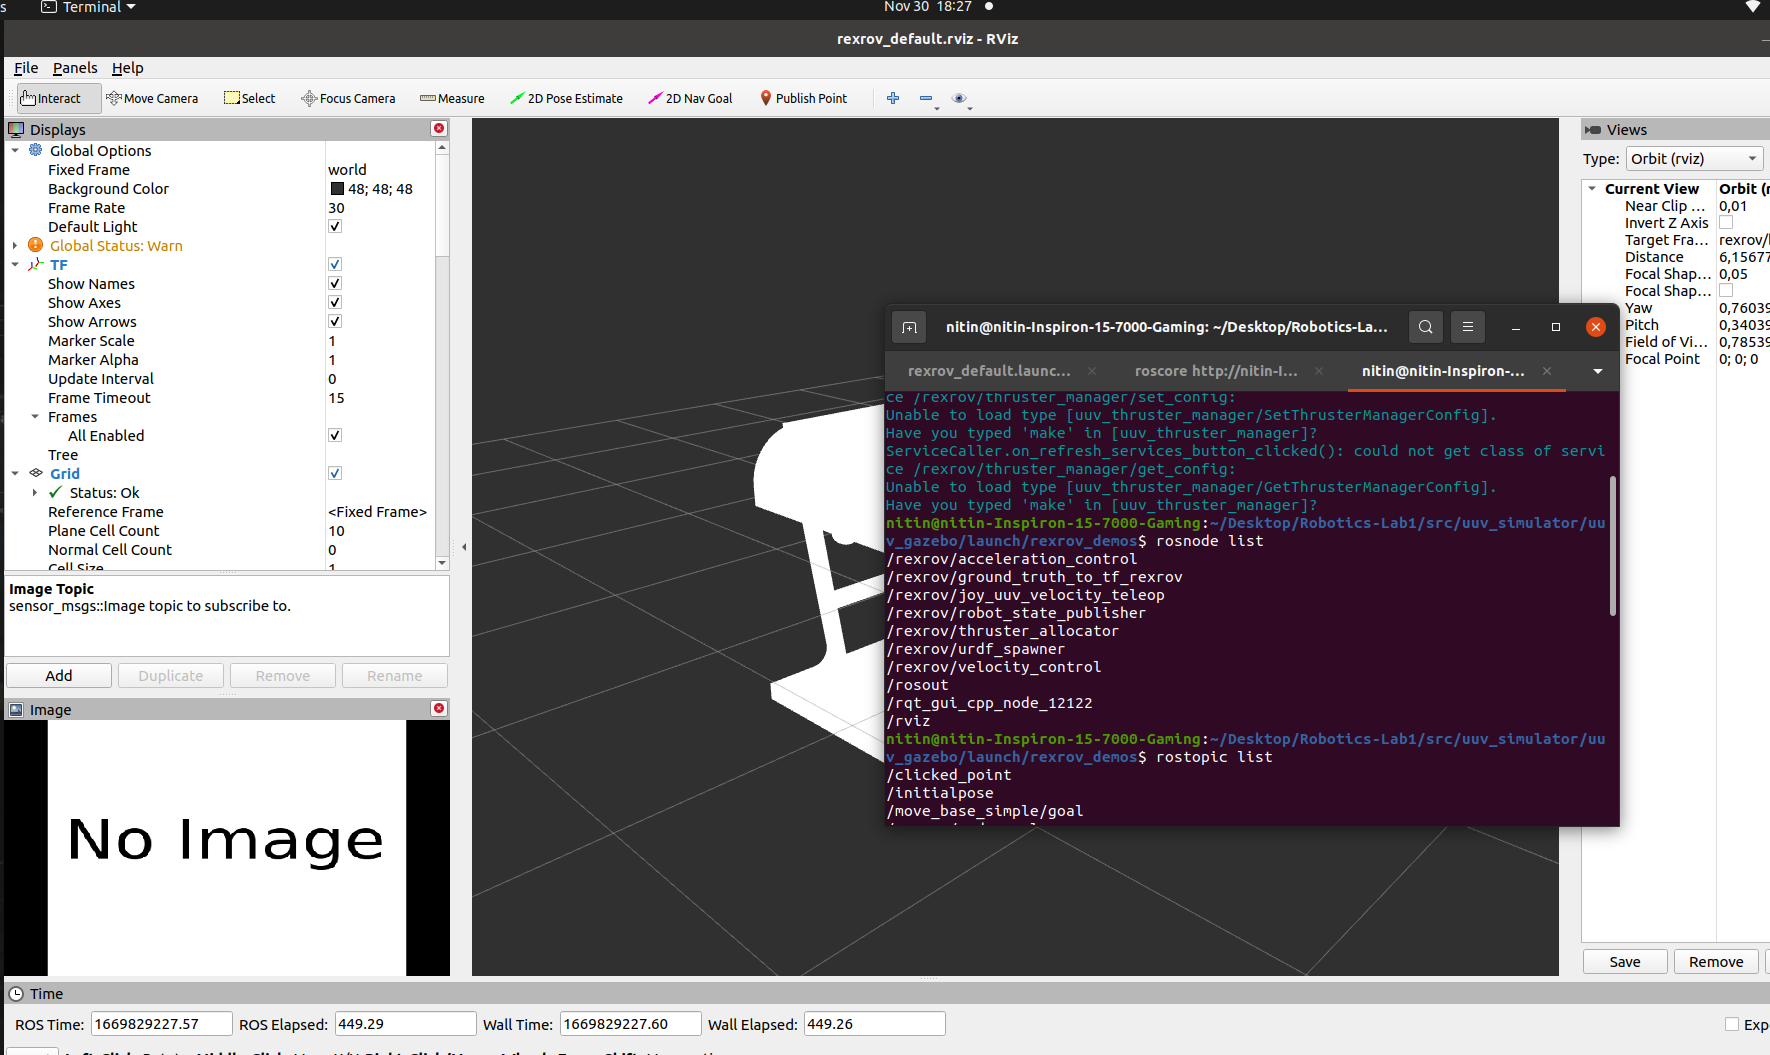 s Terminal Nov 30 18:27
rexrov_default.rviz - RViz
File Panels Help
Interact Move Camera Select Focus Camera Measure 2D Pose Estimate 2D Nav Goal Publish Point
Displays
Global Options
Fixed Frame world
Background Color 48; 48; 48
Frame Rate 30
Default Light
Global Status: Warn
TF
Show Names
Show Axes
Show Arrows
Marker Scale 1
Marker Alpha 1
Update Interval 0
Frame Timeout 15
Frames
All Enabled
Tree
Grid
Status: Ok
Reference Frame <Fixed Frame>
Plane Cell Count 10
Normal Cell Count 0
Cell Size 1
Image Topic
sensor_msgs::Image topic to subscribe to.
Add Duplicate Remove Rename
Image
No Image
nitin@nitin-Inspiron-15-7000-Gaming: ~/Desktop/Robotics-La...
rexrov_default.launc... roscore http://nitin-I... nitin@nitin-Inspiron-...
ce /rexrov/thruster_manager/set_config:
Unable to load type [uuv_thruster_manager/SetThrusterManagerConfig].
Have you typed 'make' in [uuv_thruster_manager]?
ServiceCaller.on_refresh_services_button_clicked(): could not get class of servi
ce /rexrov/thruster_manager/get_config:
Unable to load type [uuv_thruster_manager/GetThrusterManagerConfig].
Have you typed 'make' in [uuv_thruster_manager]?
nitin@nitin-Inspiron-15-7000-Gaming:~/Desktop/Robotics-Lab1/src/uuv_simulator/uu
v_gazebo/launch/rexrov_demos$ rosnode list
/rexrov/acceleration_control
/rexrov/ground_truth_to_tf_rexrov
/rexrov/joy_uuv_velocity_teleop
/rexrov/robot_state_publisher
/rexrov/thruster_allocator
/rexrov/urdf_spawner
/rexrov/velocity_control
/rosout
/rqt_gui_cpp_node_12122
/rviz
nitin@nitin-Inspiron-15-7000-Gaming:~/Desktop/Robotics-Lab1/src/uuv_simulator/uu
v_gazebo/launch/rexrov_demos$ rostopic list
/clicked_point
/initialpose
/move_base_simple/goal
Views
Type: Orbit (rviz)
Current View Orbit (r
Near Clip ... 0,01
Invert Z Axis
Target Fra... rexrov/
Distance 6,15677
Focal Shap... 0,05
Focal Shap...
Yaw 0,76039
Pitch 0,34039
Field of Vi... 0,78539
Focal Point 0; 0; 0
Save Remove
Time
ROS Time: 1669829227.57 ROS Elapsed: 449.29 Wall Time: 1669829227.60 Wall Elapsed: 449.26 Expe